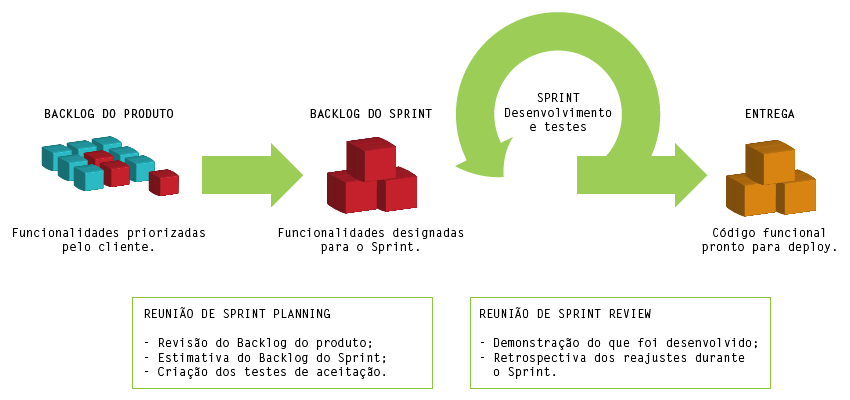 BACKLOG DO PRODUTO
Funcionalidades priorizadas
pelo cliente.
BACKLOG DO SPRINT
Funcionalidades designadas
para o Sprint.
SPRINT
Desenvolvimento
e testes
ENTREGA
Código funcional
pronto para deploy.
REUNIÃO DE SPRINT PLANNING
- Revisão do Backlog do produto;
- Estimativa do Backlog do Sprint;
- Criação dos testes de aceitação.
REUNIÃO DE SPRINT REVIEW
- Demonstração do que foi desenvolvido;
- Retrospectiva dos reajustes durante
o Sprint.